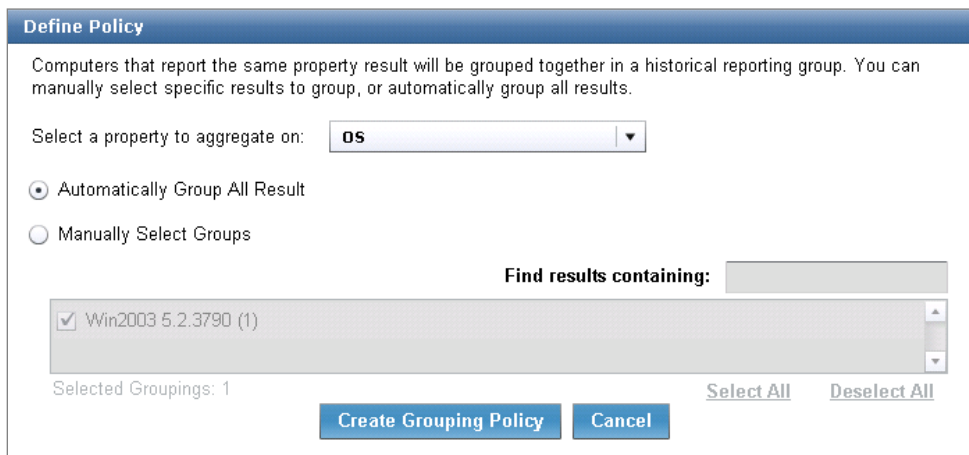 Define Policy
Computers that report the same property result will be grouped together in a historical reporting group. You can
manually select specific results to group, or automatically group all results.
Select a property to aggregate on: OS
Automatically Group All Result
Manually Select Groups
Find results containing:
Win2003 5.2.3790 (1)
Selected Groupings: 1 Select All Deselect All
Create Grouping Policy Cancel